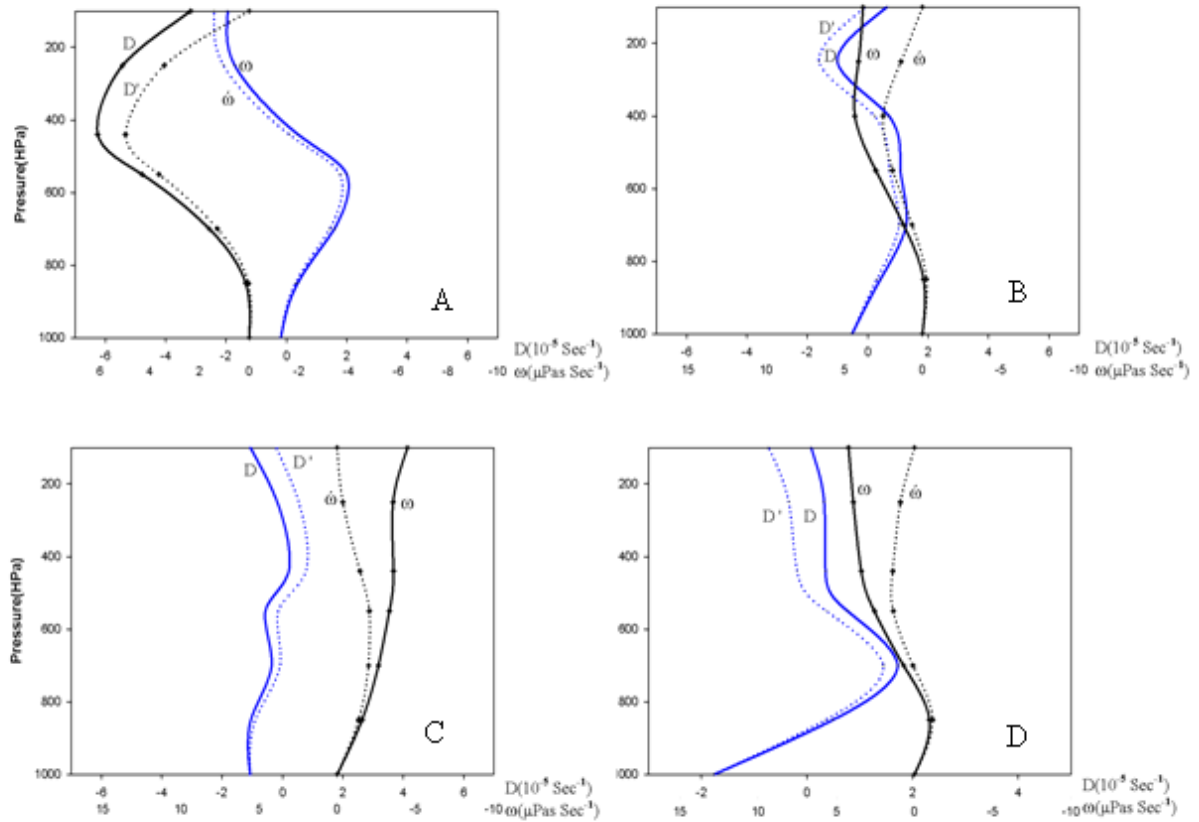 D
D'
ω
ω̇
200
400
600
800
1000
Presure(HPa)
A
-6 -4 -2 0 2 4 6 D(10⁻⁵ Sec⁻¹)
6 4 2 0 -2 -4 -6 -8 -10 ω(μPas Sec⁻¹)
D'
D
ω
ω̇
200
400
600
800
1000
B
-6 -4 -2 0 2 4 6 D(10⁻⁵ Sec⁻¹)
15 10 5 0 -5 -10 ω(μPas Sec⁻¹)
D
D'
ω̇
ω
200
400
600
800
1000
Pressure(HPa)
C
-6 -4 -2 0 2 4 6 D(10⁻⁵ Sec⁻¹)
15 10 5 0 -5 -10 ω(μPas Sec⁻¹)
D'
D
ω
ω̇
200
400
600
800
1000
D
-2 0 2 4 D(10⁻⁵ Sec⁻¹)
15 10 5 0 -5 -10 ω(μPas Sec⁻¹)